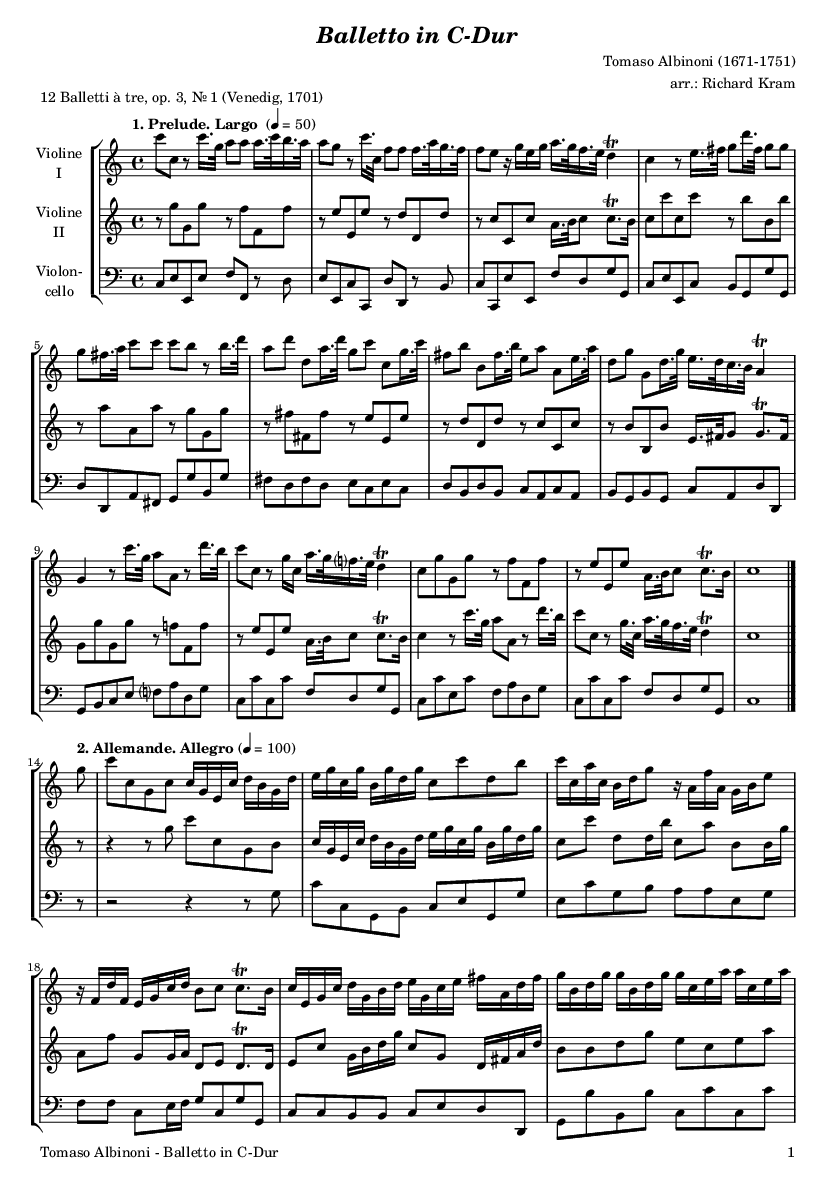 Balletto in C-Dur
Tomaso Albinoni (1671-1751)
arr.: Richard Kram
12 Balletti à tre, op. 3, № 1 (Venedig, 1701)
1. Prelude. Largo (♩ = 50)
Violine
I
Violine
II
Violon-
cello
5
9
2. Allemande. Allegro (♩ = 100)
14
18
Tomaso Albinoni - Balletto in C-Dur
1